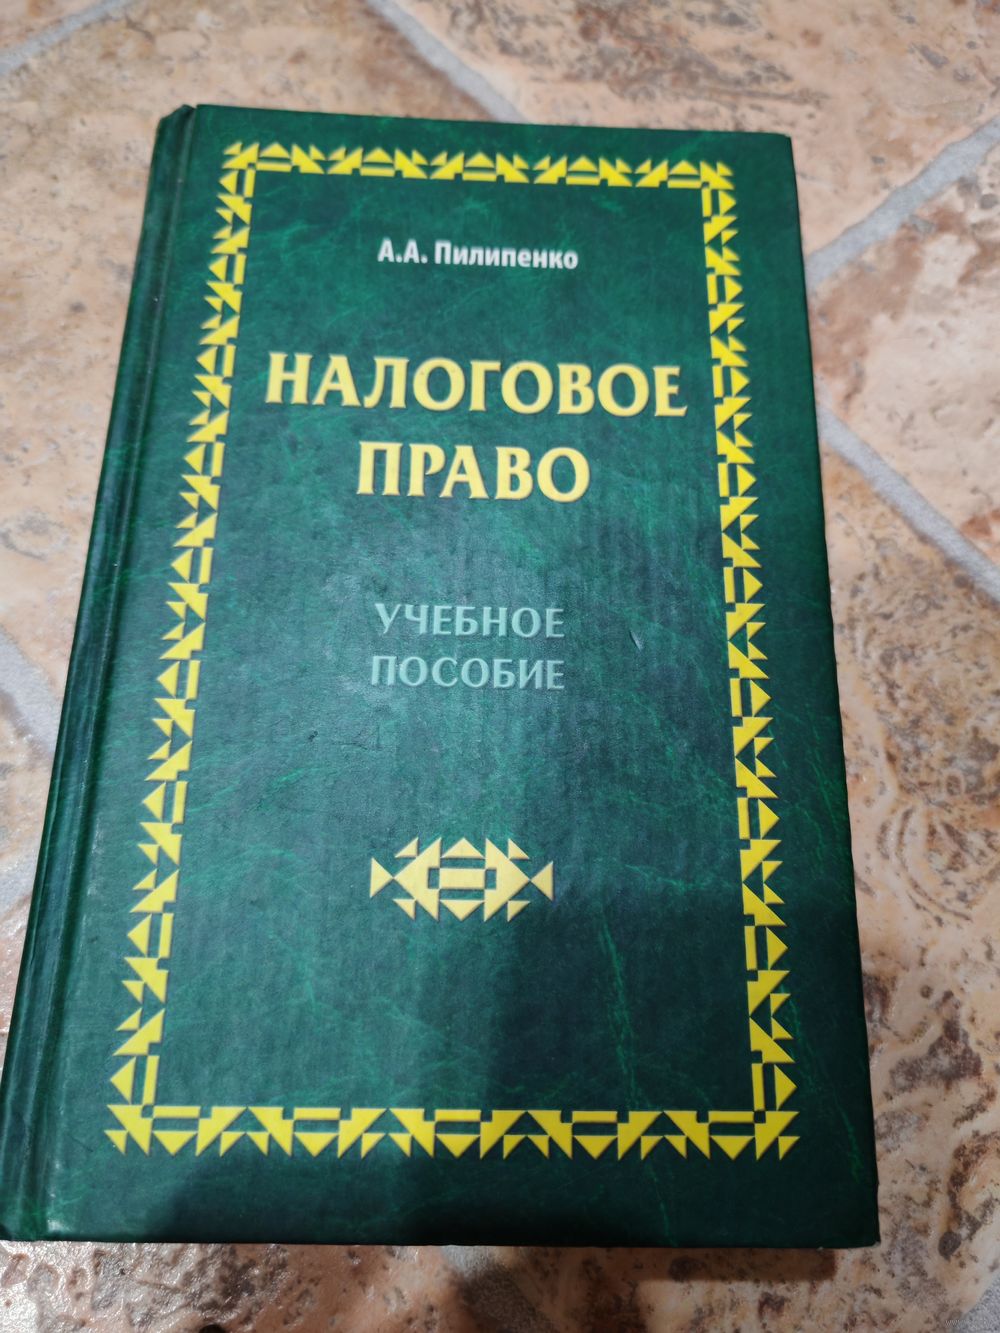 А.А. Пилипенко
НАЛОГОВОЕ
ПРАВО
УЧЕБНОЕ
ПОСОБИЕ